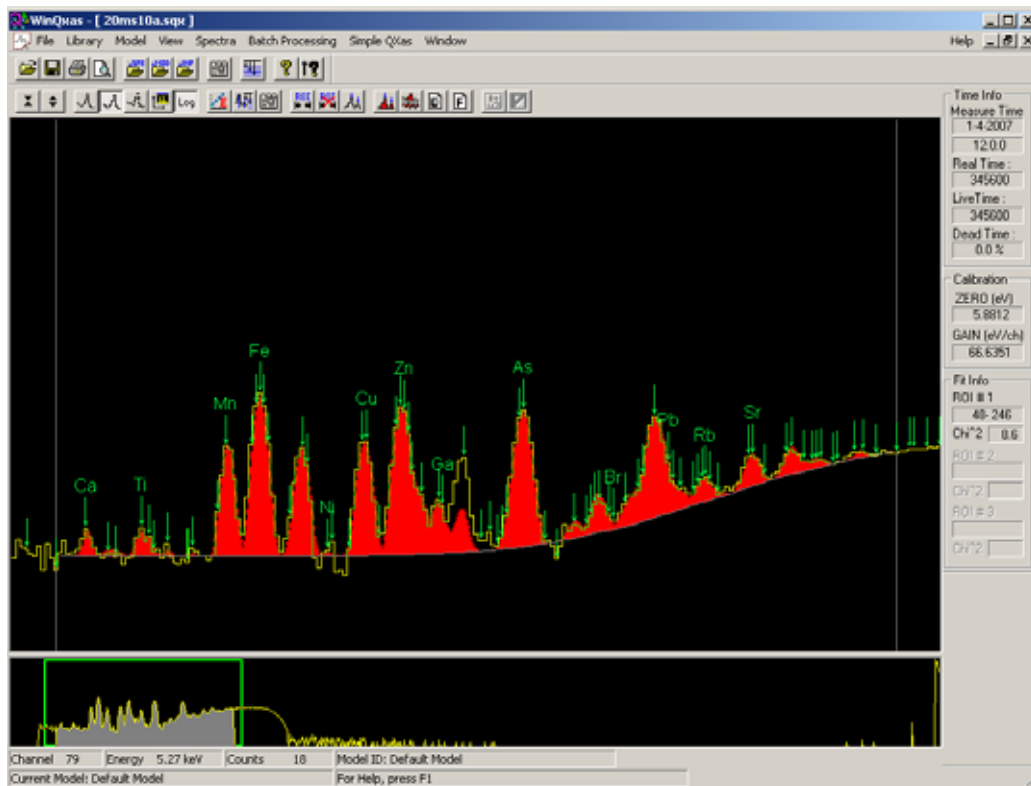 WinQxas - [ 20ms10a.sqx ]
File Library Model View Spectra Batch Processing Simple QXas Window Help
Log
Time Info
Measure Time
1-4-2007
12:0:0
Real Time :
345600
LiveTime :
345600
Dead Time :
0.0 %
Calibration
ZERO (eV)
5.8812
GAIN (eV/ch)
66.6351
Fit Info
ROI # 1
48- 246
Chi^2 8.6
ROI # 2
Chi^2
ROI # 3
Chi^2
Ca
Ti
Mn
Fe
Ni
Cu
Zn
Ga
As
Br
Pb
Rb
Sr
Channel 79 Energy 5.27 keV Counts 18 Model ID: Default Model
Current Model: Default Model For Help, press F1